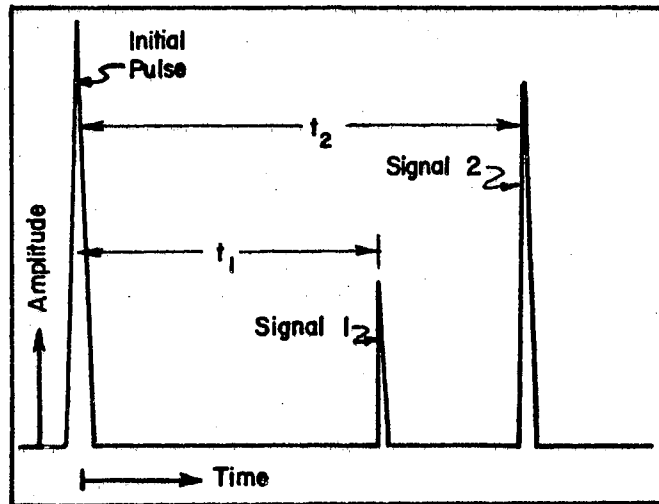 Initial
Pulse
t₂
Signal 2
t₁
Signal 1
Amplitude
Time